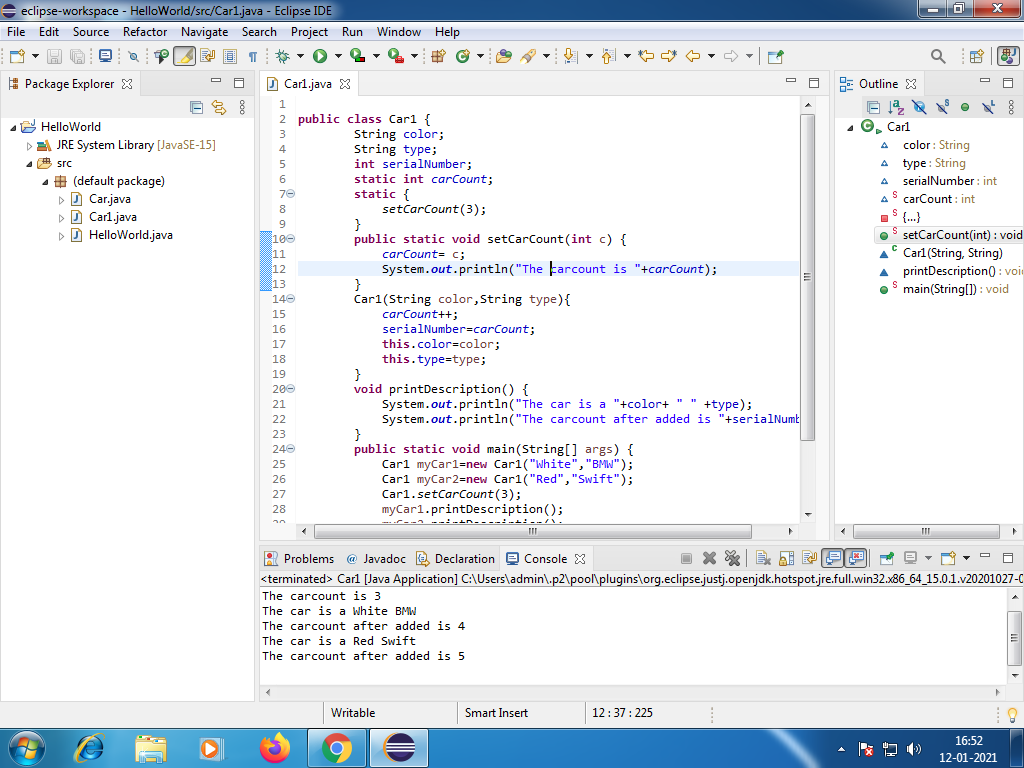 eclipse-workspace - HelloWorld/src/Car1.java - Eclipse IDE
File Edit Source Refactor Navigate Search Project Run Window Help
Package Explorer
HelloWorld
JRE System Library [JavaSE-15]
src
(default package)
Car.java
Car1.java
HelloWorld.java
Car1.java
1
2 public class Car1 {
3 String color;
4 String type;
5 int serialNumber;
6 static int carCount;
7 static {
8 setCarCount(3);
9 }
10 public static void setCarCount(int c) {
11 carCount= c;
12 System.out.println("The carcount is "+carCount);
13 }
14 Car1(String color,String type){
15 carCount++;
16 serialNumber=carCount;
17 this.color=color;
18 this.type=type;
19 }
20 void printDescription() {
21 System.out.println("The car is a "+color+ " " +type);
22 System.out.println("The carcount after added is "+serialNumb
23 }
24 public static void main(String[] args) {
25 Car1 myCar1=new Car1("White","BMW");
26 Car1 myCar2=new Car1("Red","Swift");
27 Car1.setCarCount(3);
28 myCar1.printDescription();
Outline
Car1
color : String
type : String
serialNumber : int
carCount : int
{...}
setCarCount(int) : void
Car1(String, String)
printDescription() : voi
main(String[]) : void
Problems @ Javadoc Declaration Console
<terminated> Car1 [Java Application] C:\Users\admin\.p2\pool\plugins\org.eclipse.justj.openjdk.hotspot.jre.full.win32.x86_64_15.0.1.v20201027-0
The carcount is 3
The car is a White BMW
The carcount after added is 4
The car is a Red Swift
The carcount after added is 5
Writable Smart Insert 12 : 37 : 225
16:52
12-01-2021